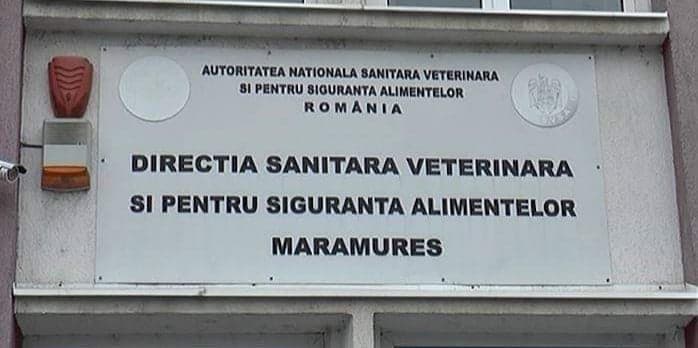 AUTORITATEA NATIONALA SANITARA VETERINARA
SI PENTRU SIGURANTA ALIMENTELOR
ROMÂNIA
DIRECTIA SANITARA VETERINARA
SI PENTRU SIGURANTA ALIMENTELOR
MARAMURES